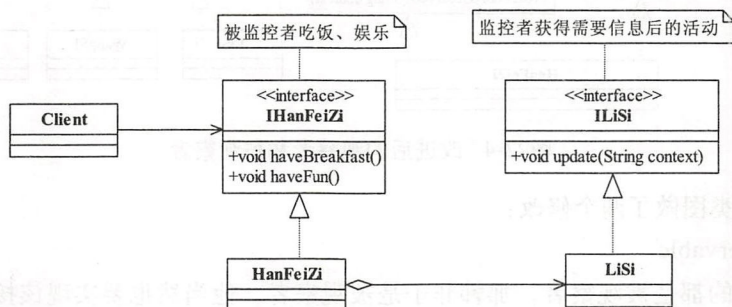 被监控者吃饭、娱乐
监控者获得需要信息后的活动
Client
<<interface>>
IHanFeiZi
+void haveBreakfast()
+void haveFun()
<<interface>>
ILiSi
+void update(String context)
HanFeiZi
LiSi